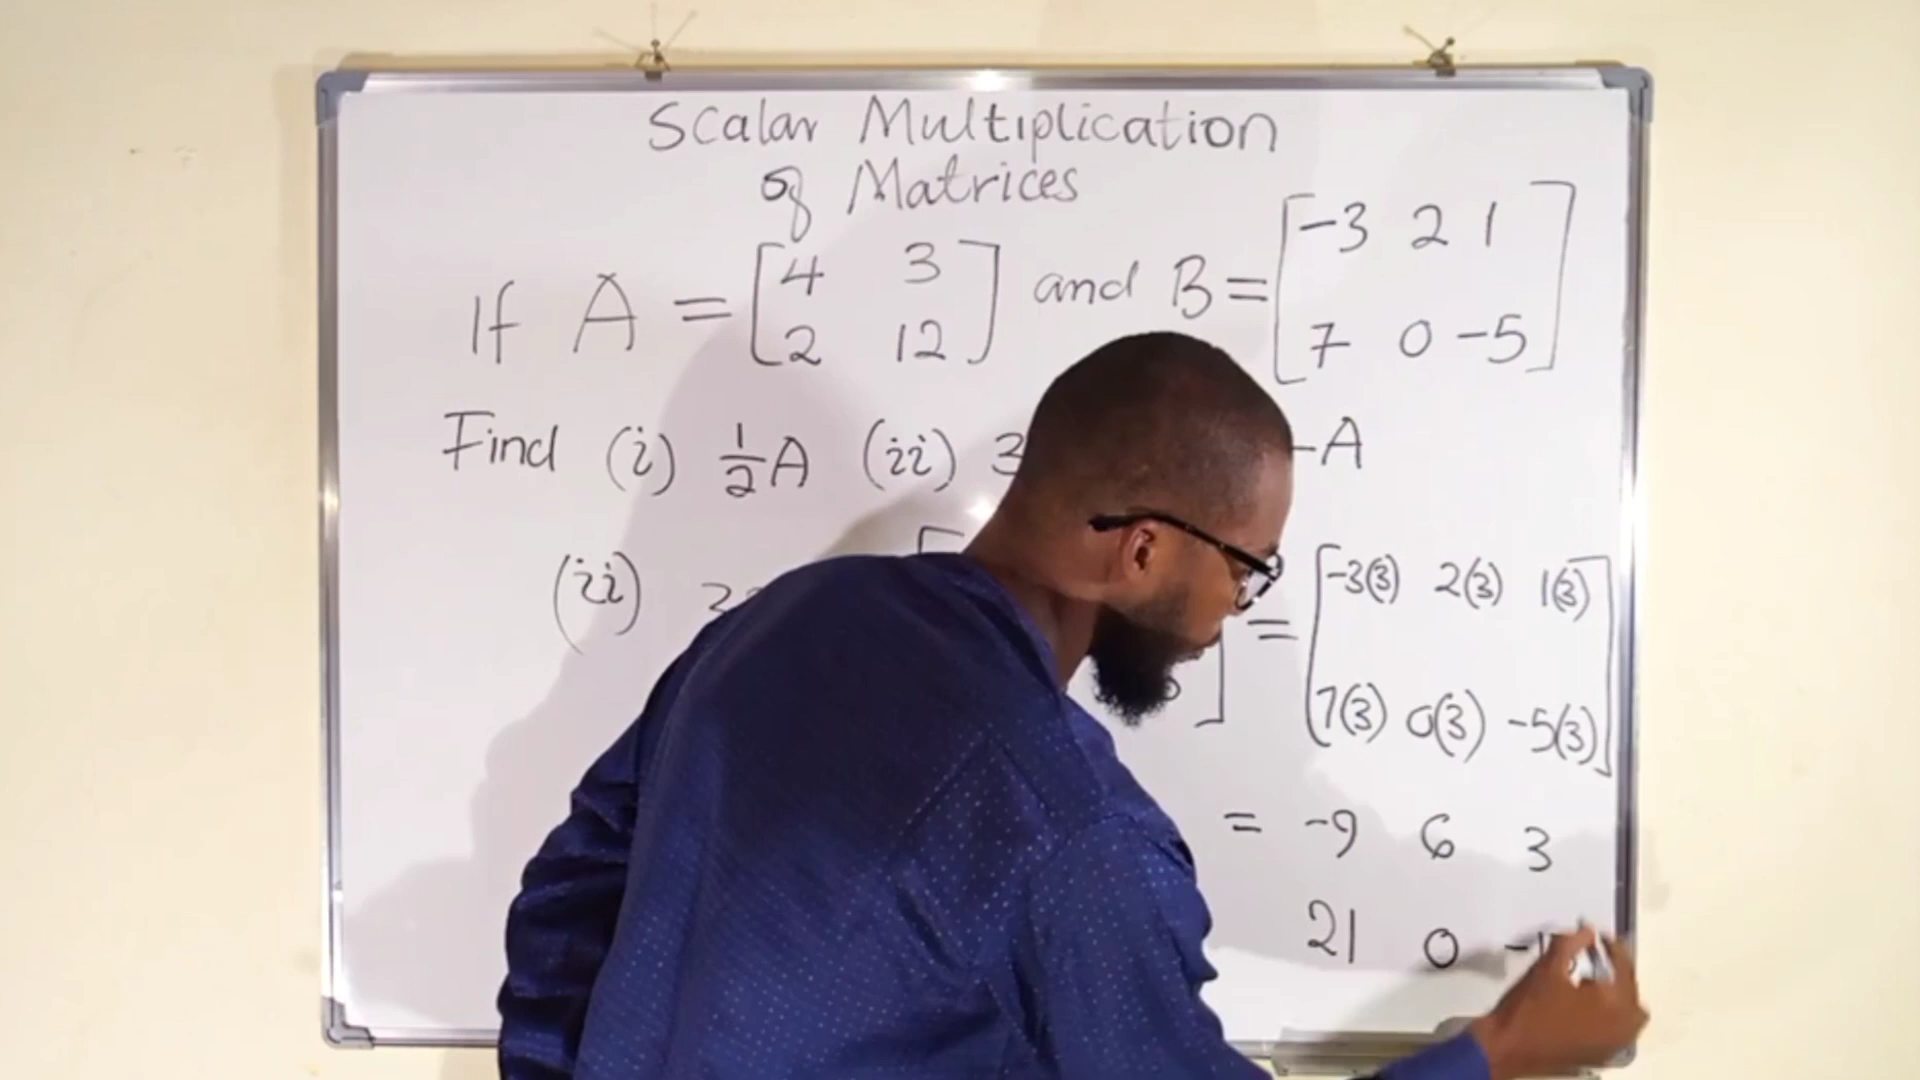 Scalar Multiplication
of Matrices
If A = [4 3 and B = [-3 2 1
2 12] 7 0 -5]
Find (i) 1/2 A (ii) 3 -A
(ii) 3 = [-3(3) 2(3) 1(3)
7(3) 0(3) -5(3)]
= -9 6 3
21 0